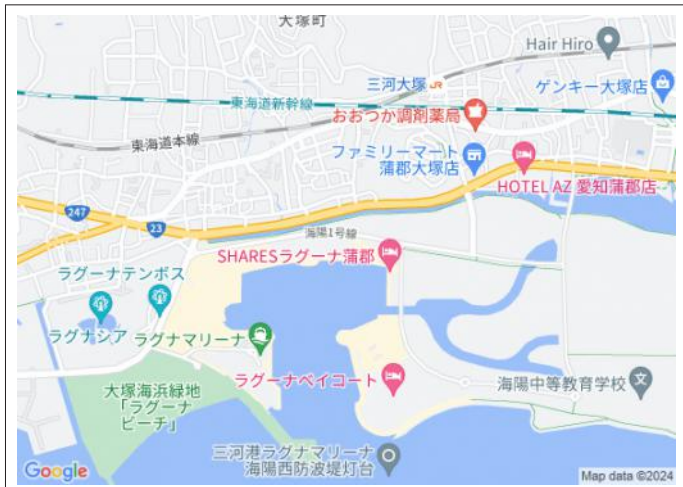 大塚町
Hair Hiro
三河大塚 JR
ゲンキー大塚店
東海道新幹線
おおつか調剤薬局
東海道本線
ファミリーマート
蒲郡大塚店
HOTEL AZ 愛知蒲郡店
247
23
海陽1号線
SHARESラグーナ蒲郡
ラグーナテンボス
ラグナシア
ラグナマリーナ
ラグーナベイコート
大塚海浜緑地
「ラグーナ
ビーチ」
海陽中等教育学校
文
三河港ラグナマリーナ
海陽西防波堤灯台
Google
Map data ©2024